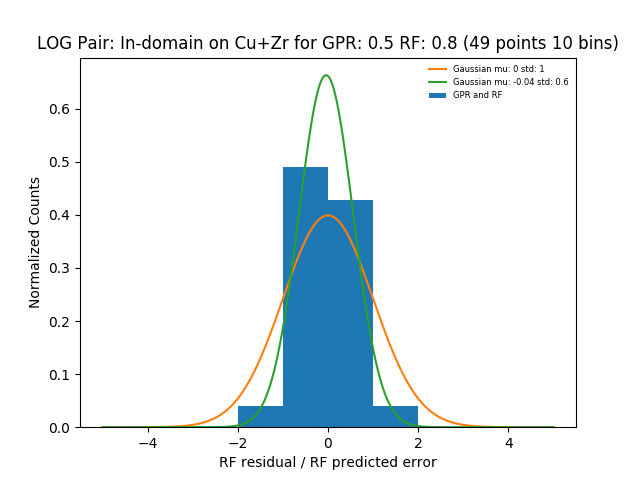 LOG Pair: In-domain on Cu+Zr for GPR: 0.5 RF: 0.8 (49 points 10 bins)
Gaussian mu: 0 std: 1
Gaussian mu: -0.04 std: 0.6
GPR and RF
Normalized Counts
0.6
0.5
0.4
0.3
0.2
0.1
0.0
−4 −2 0 2 4
RF residual / RF predicted error